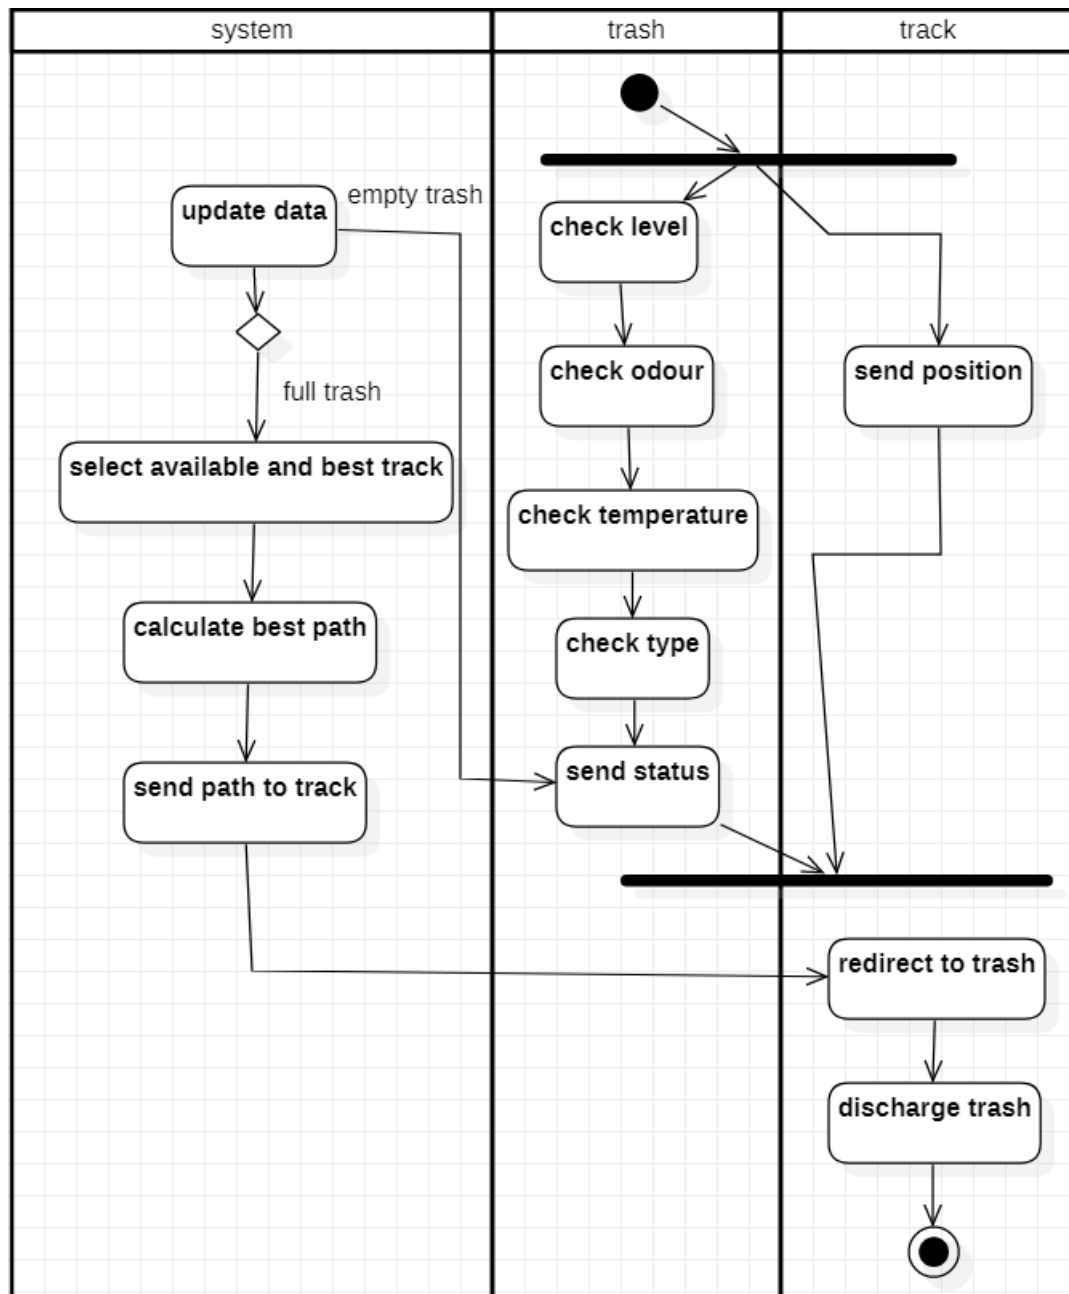 system
trash
track
update data
empty trash
full trash
select available and best track
calculate best path
send path to track
check level
check odour
check temperature
check type
send status
send position
redirect to trash
discharge trash